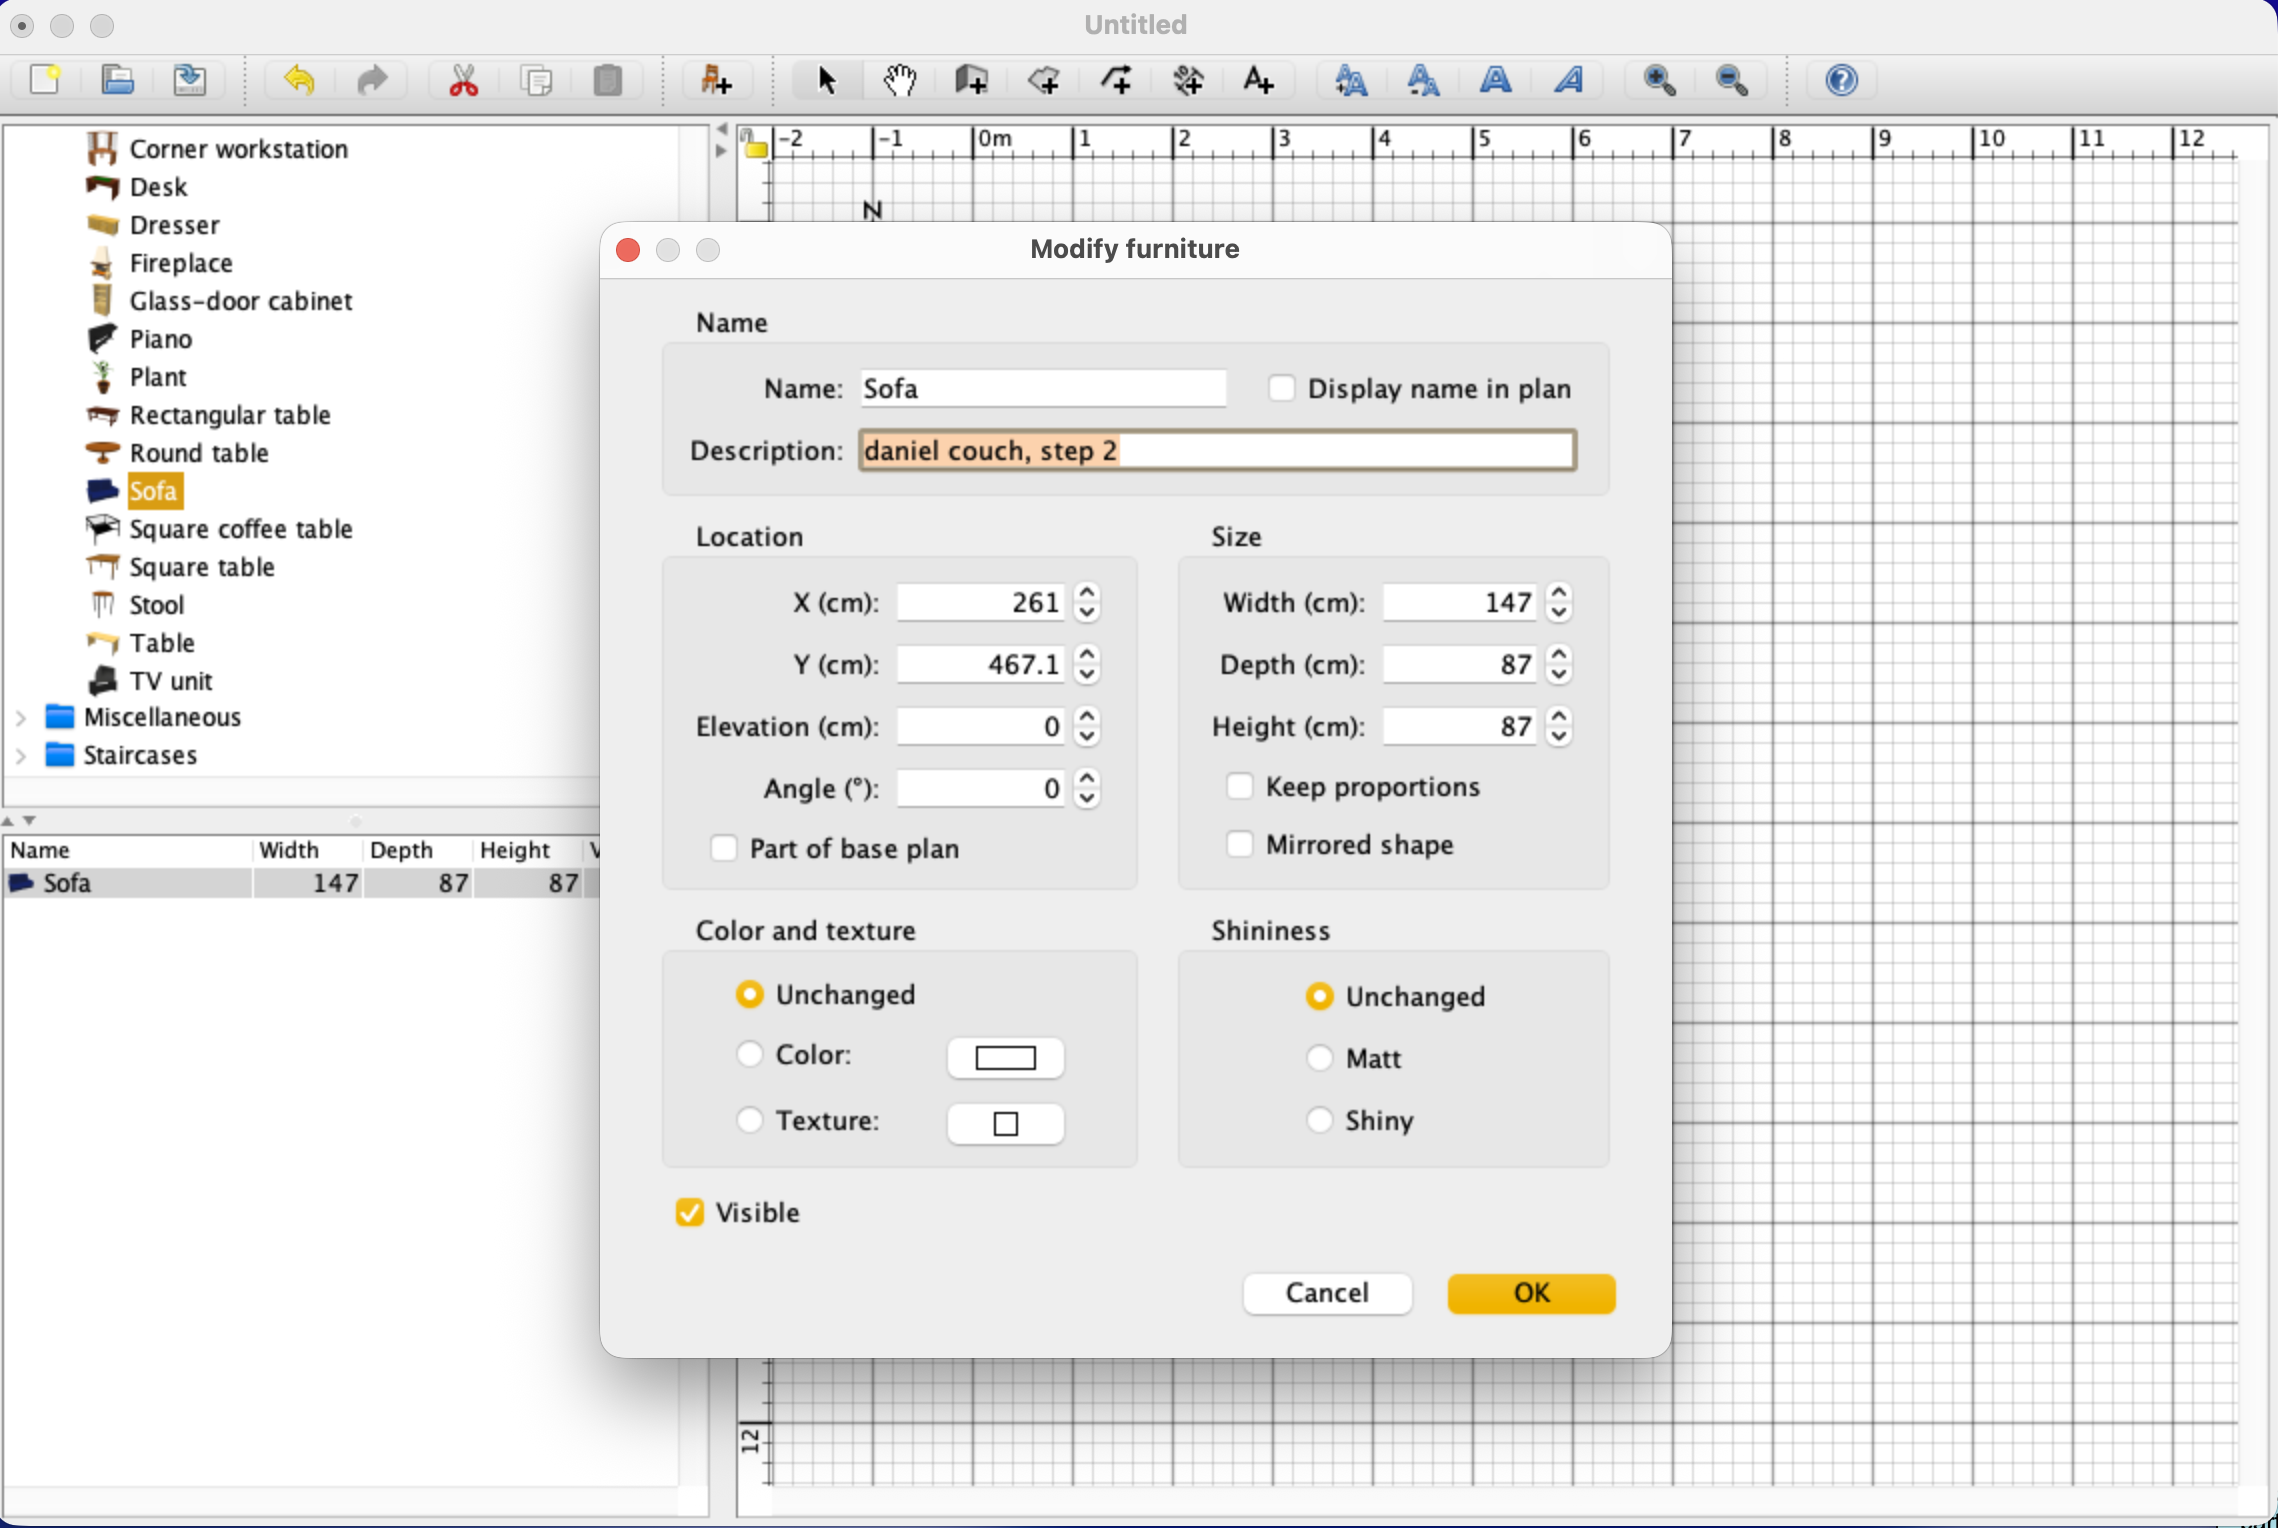 Untitled
-2 -1 0m 1 2 3 4 5 6 7 8 9 10 11 12
N
Corner workstation
Desk
Dresser
Fireplace
Glass-door cabinet
Piano
Plant
Rectangular table
Round table
Sofa
Square coffee table
Square table
Stool
Table
TV unit
Miscellaneous
Staircases
Name Width Depth Height V
Sofa 147 87 87
Modify furniture
Name
Name: Sofa Display name in plan
Description: daniel couch, step 2
Location
X (cm): 261
Y (cm): 467.1
Elevation (cm): 0
Angle (°): 0
Part of base plan
Size
Width (cm): 147
Depth (cm): 87
Height (cm): 87
Keep proportions
Mirrored shape
Color and texture
Unchanged
Color:
Texture:
Shininess
Unchanged
Matt
Shiny
Visible
Cancel OK
12